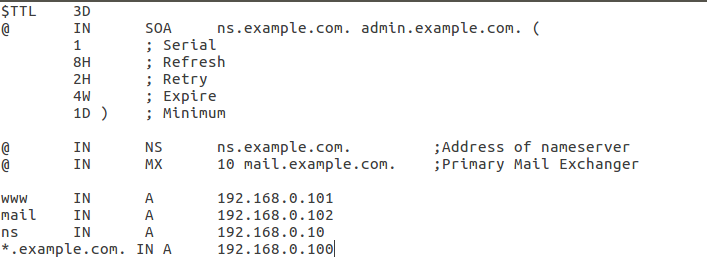 $TTL    3D
@       IN      SOA     ns.example.com. admin.example.com. (
        1       ; Serial
        8H      ; Refresh
        2H      ; Retry
        4W      ; Expire
        1D )    ; Minimum
@       IN      NS      ns.example.com.         ;Address of nameserver
@       IN      MX      10 mail.example.com.    ;Primary Mail Exchanger
www     IN      A       192.168.0.101
mail    IN      A       192.168.0.102
ns      IN      A       192.168.0.10
*.example.com. IN A     192.168.0.100